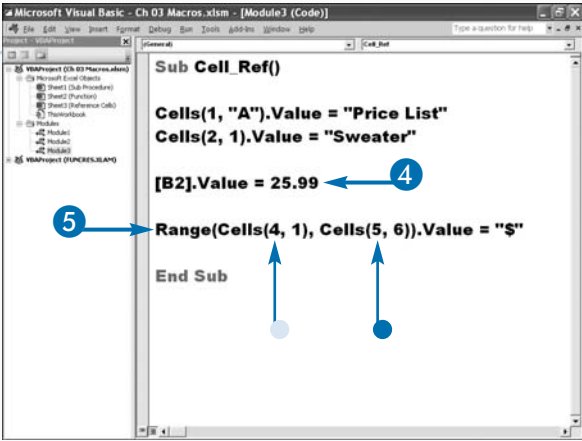 Microsoft Visual Basic - Ch 03 Macros.xlsm - [Module3 (Code)]
File Edit View Insert Format Debug Run Tools Add-Ins Window Help
Type a question for help
Project - VBAProject
(General)
Cell_Ref
VBAProject (Ch 03 Macros.xlsm)
Microsoft Excel Objects
Sheet1 (Sub Procedure)
Sheet2 (Function)
Sheet3 (Reference Cells)
ThisWorkbook
Modules
Module1
Module2
Module3
VBAProject (FUNCRES.XLAM)
Sub Cell_Ref()
Cells(1, "A").Value = "Price List"
Cells(2, 1).Value = "Sweater"
[B2].Value = 25.99
4
5
Range(Cells(4, 1), Cells(5, 6)).Value = "$"
End Sub